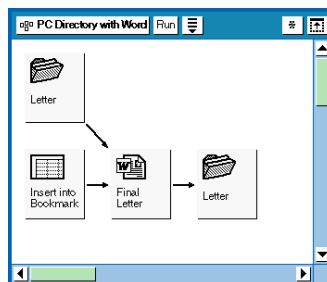 PC Directory with Word Run
*
Letter
Insert into
Bookmark
Final
Letter
Letter